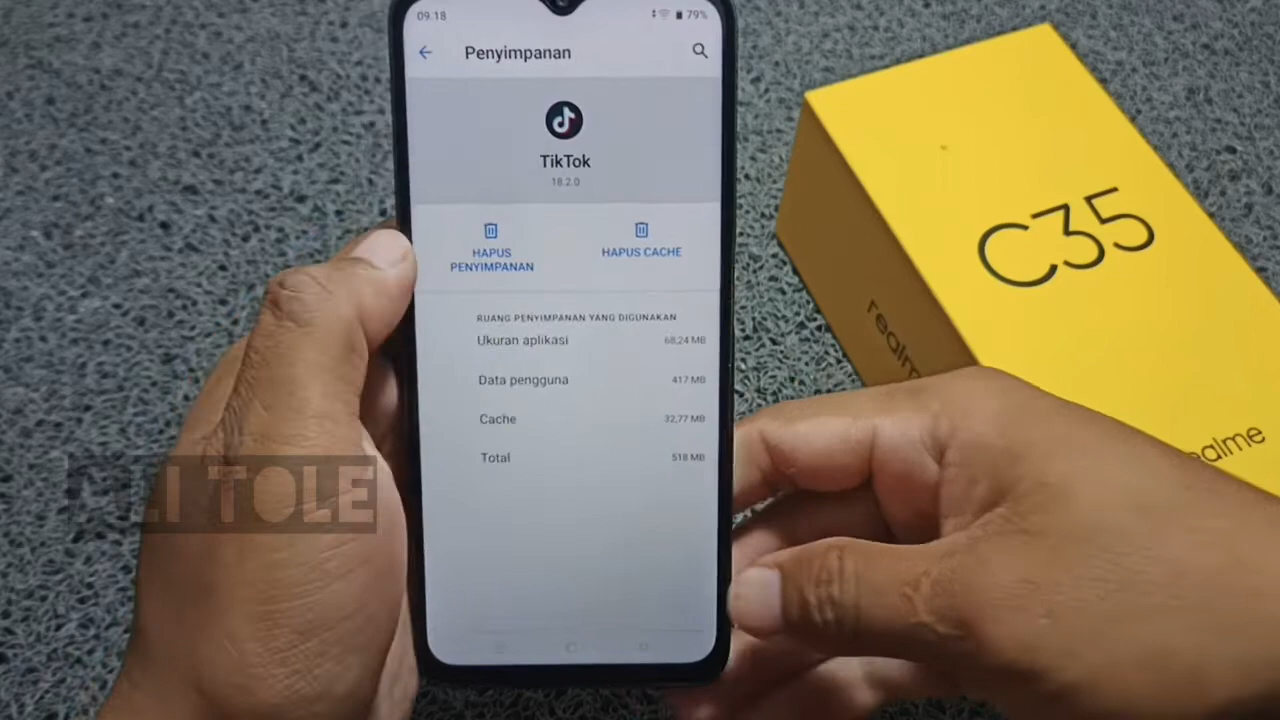 09.18
79%
Penyimpanan
TikTok
18.2.0
HAPUS
PENYIMPANAN
HAPUS CACHE
RUANG PENYIMPANAN YANG DIGUNAKAN
Ukuran aplikasi 68,24 MB
Data pengguna 417 MB
Cache 32,77 MB
Total 518 MB
C35
realme
realme
TOLE